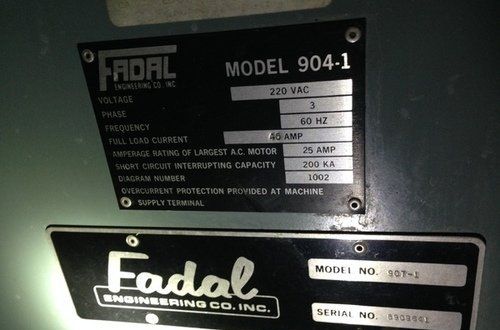 FADAL
ENGINEERING CO. INC
MODEL 904-1
VOLTAGE 220 VAC
PHASE 3
FREQUENCY 60 HZ
FULL LOAD CURRENT 45 AMP
AMPERAGE RATING OF LARGEST A.C. MOTOR 25 AMP
SHORT CIRCUIT INTERRUPTING CAPACITY 200 KA
DIAGRAM NUMBER 1002
OVERCURRENT PROTECTION PROVIDED AT MACHINE
SUPPLY TERMINAL
Fadal
ENGINEERING CO. INC.
MODEL NO. 907-1
SERIAL NO.